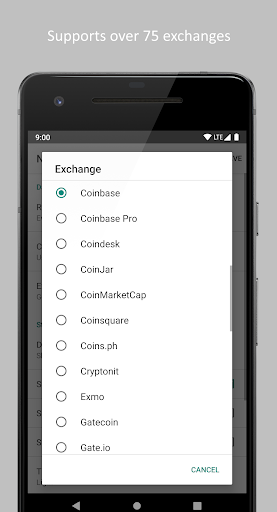 Supports over 75 exchanges
9:00
LTE
Exchange
Coinbase
Coinbase Pro
Coindesk
CoinJar
CoinMarketCap
Coinsquare
Coins.ph
Cryptonit
Exmo
Gatecoin
Gate.io
CANCEL